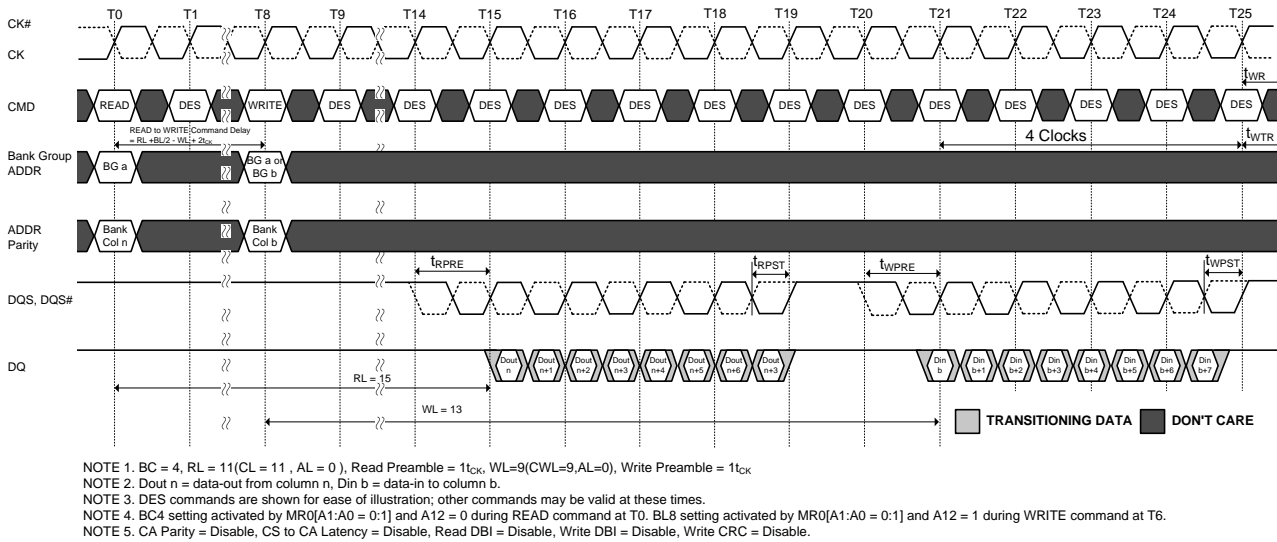 T0 T1 T8 T9 T14 T15 T16 T17 T18 T19 T20 T21 T22 T23 T24 T25
CK#
CK
tWR
CMD
READ DES WRITE DES DES DES DES DES DES DES DES DES DES DES DES DES
READ to WRITE Command Delay
= RL +BL/2 - WL + 2tCK
4 Clocks
tWTR
Bank Group
ADDR
BG a
BG a or
BG b
ADDR
Parity
Bank
Col n
Bank
Col b
tRPRE
tRPST
tWPRE
tWPST
DQS, DQS#
DQ
Dout
n
Dout
n+1
Dout
n+2
Dout
n+3
Dout
n+4
Dout
n+5
Dout
n+6
Dout
n+3
Din
b
Din
b+1
Din
b+2
Din
b+3
Din
b+4
Din
b+5
Din
b+6
Din
b+7
RL = 15
WL = 13
TRANSITIONING DATA
DON'T CARE
NOTE 1. BC = 4, RL = 11(CL = 11 , AL = 0 ), Read Preamble = 1tCK, WL=9(CWL=9,AL=0), Write Preamble = 1tCK
NOTE 2. Dout n = data-out from column n, Din b = data-in to column b.
NOTE 3. DES commands are shown for ease of illustration; other commands may be valid at these times.
NOTE 4. BC4 setting activated by MR0[A1:A0 = 0:1] and A12 = 0 during READ command at T0. BL8 setting activated by MR0[A1:A0 = 0:1] and A12 = 1 during WRITE command at T6.
NOTE 5. CA Parity = Disable, CS to CA Latency = Disable, Read DBI = Disable, Write DBI = Disable, Write CRC = Disable.